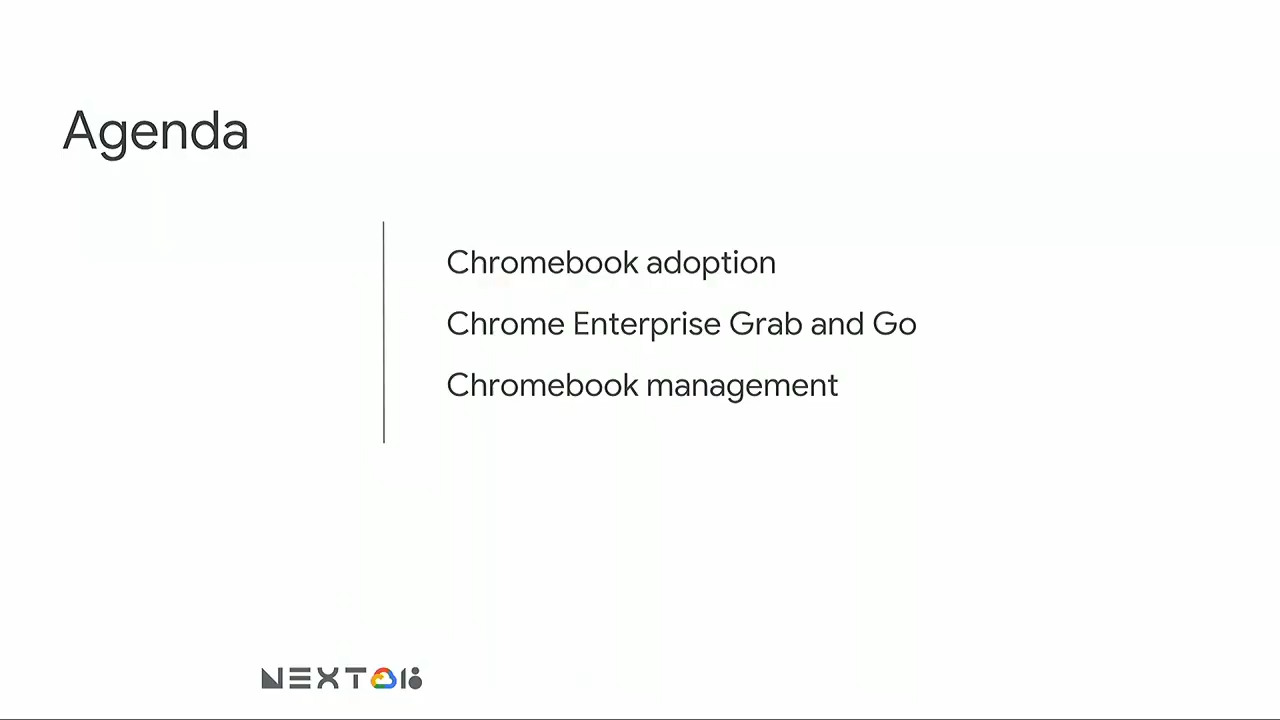 Agenda
Chromebook adoption
Chrome Enterprise Grab and Go
Chromebook management
NEXT 18